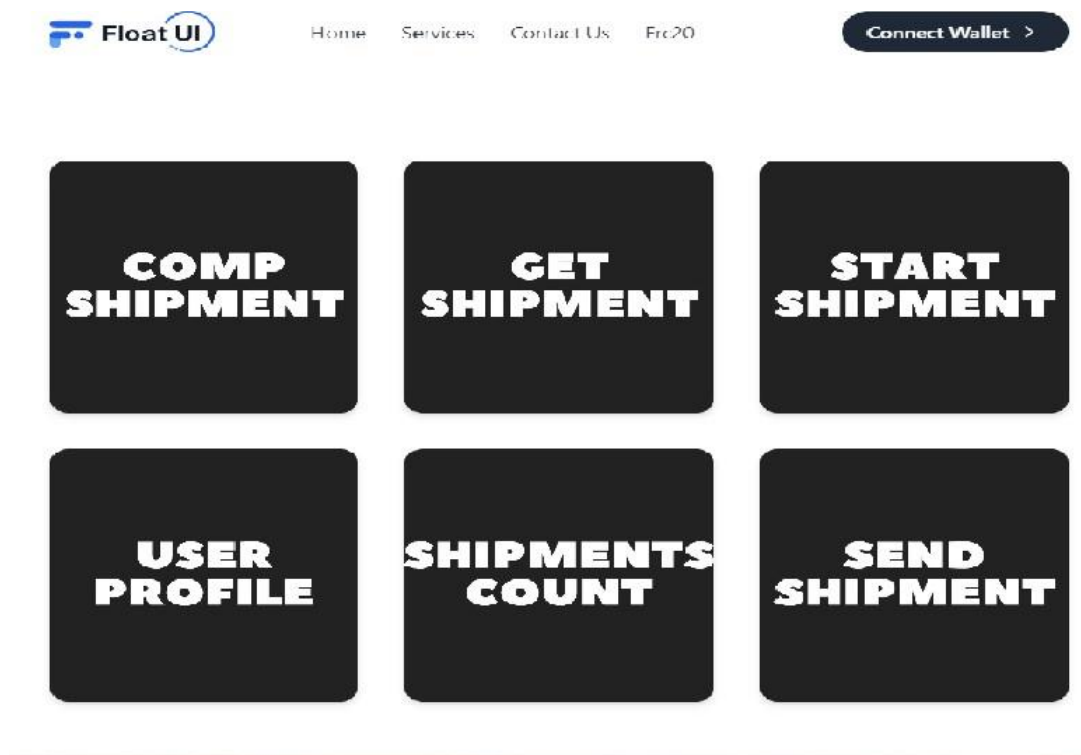 Float UI
Home Services Contact Us Erc20
Connect Wallet >
COMP
SHIPMENT
GET
SHIPMENT
START
SHIPMENT
USER
PROFILE
SHIPMENTS
COUNT
SEND
SHIPMENT